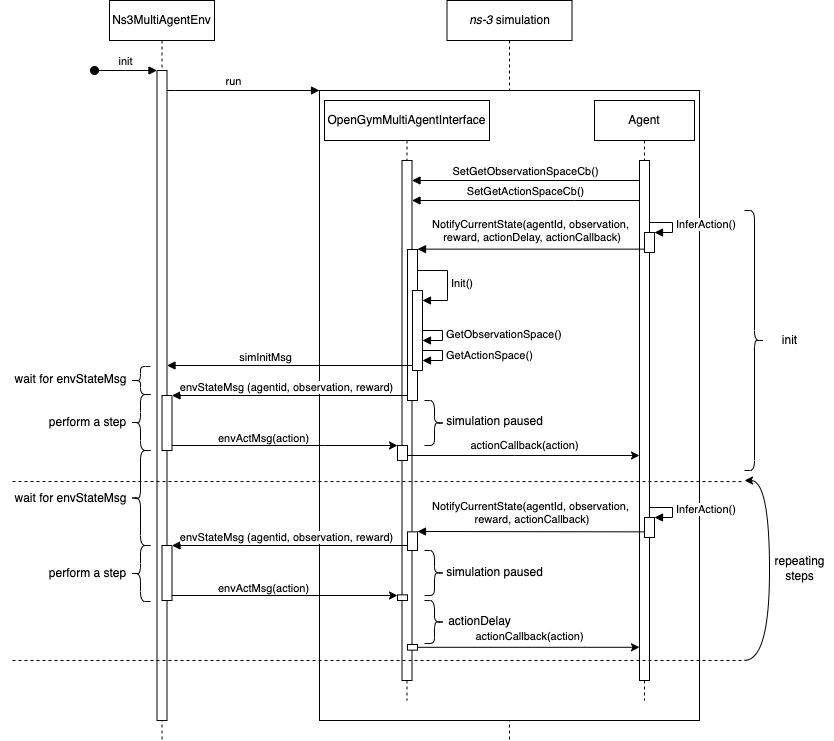 Ns3MultiAgentEnv
ns-3 simulation
init
run
OpenGymMultiAgentInterface
Agent
SetGetObservationSpaceCb()
SetGetActionSpaceCb()
NotifyCurrentState(agentId, observation,
reward, actionDelay, actionCallback)
InferAction()
Init()
GetObservationSpace()
GetActionSpace()
init
simInitMsg
wait for envStateMsg
envStateMsg (agentid, observation, reward)
perform a step
simulation paused
envActMsg(action)
actionCallback(action)
wait for envStateMsg
NotifyCurrentState(agentId, observation,
reward, actionCallback)
InferAction()
envStateMsg (agentid, observation, reward)
perform a step
simulation paused
repeating
steps
envActMsg(action)
actionDelay
actionCallback(action)